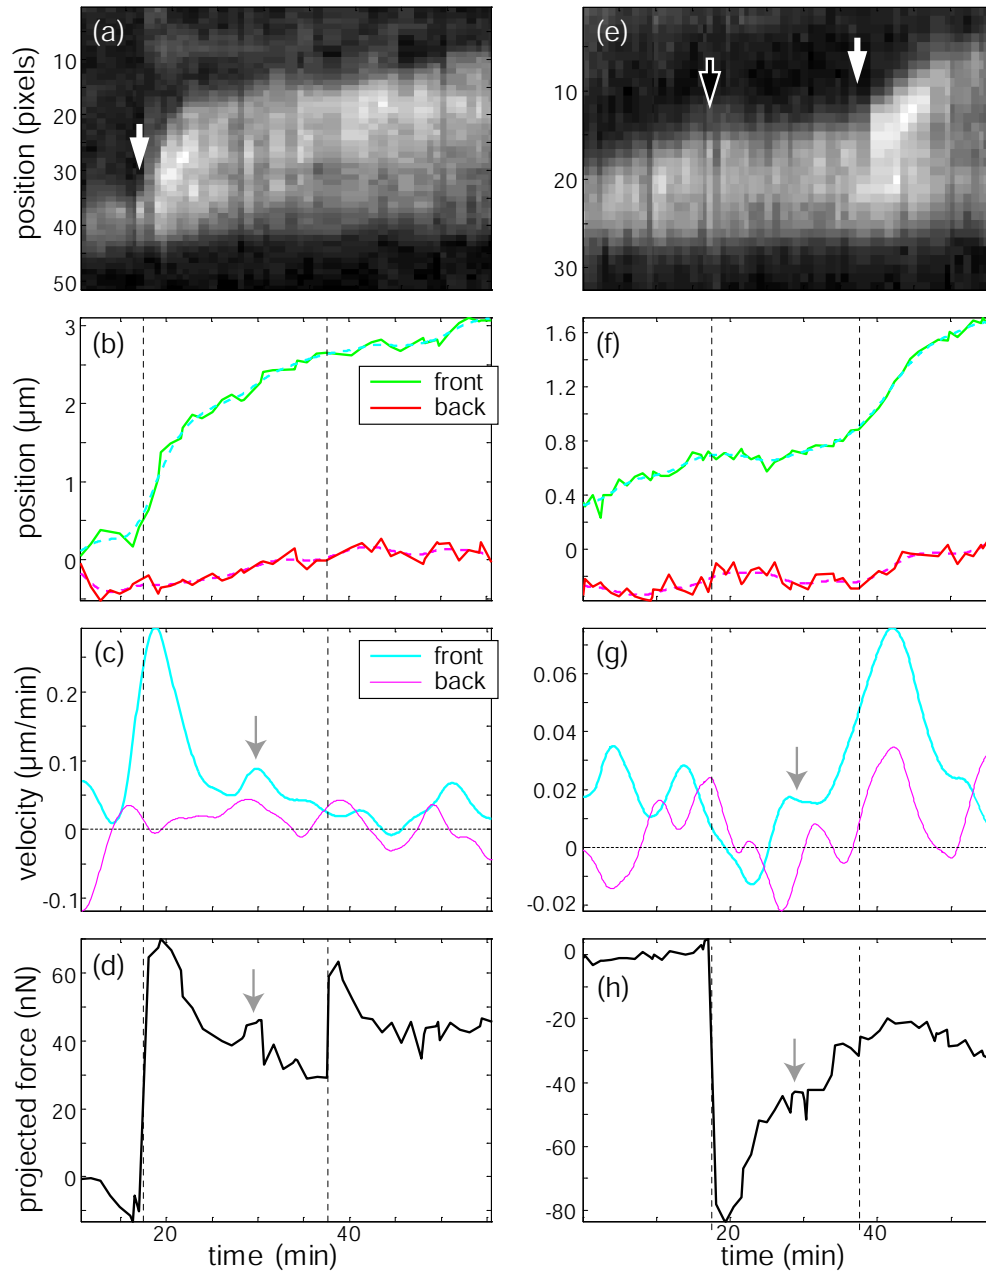 (a)
position (pixels)
10
20
30
40
50
(e)
10
20
30
(b)
position (µm)
3
2
1
0
front
back
(f)
1.6
1.2
0.8
0.4
0
(c)
velocity (µm/min)
0.2
0.1
0
-0.1
front
back
(g)
0.06
0.04
0.02
0
-0.02
(d)
projected force (nN)
60
40
20
0
20
40
time (min)
(h)
0
-20
-40
-60
-80
20
40
time (min)